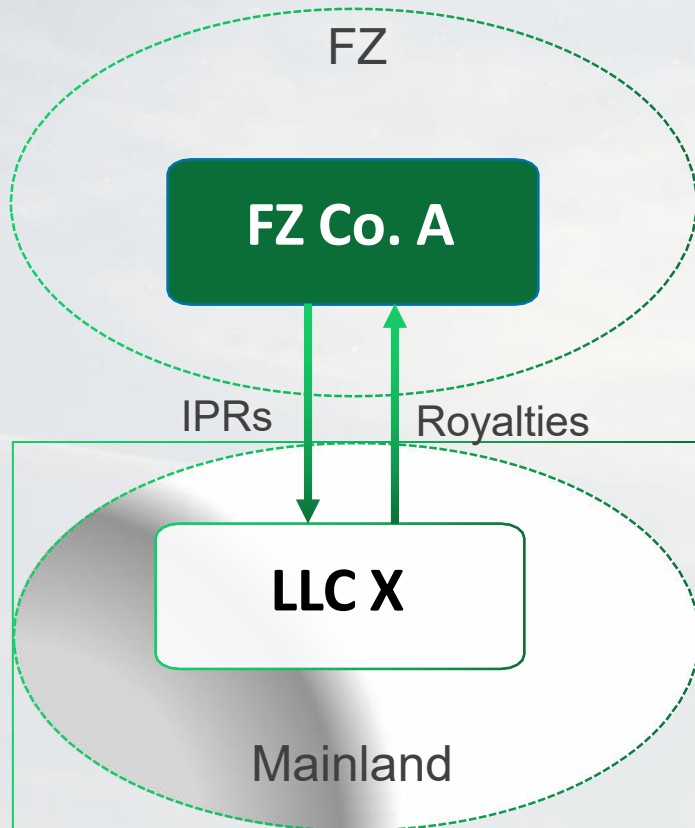 FZ
FZ Co. A
IPRs
Royalties
LLC X
Mainland